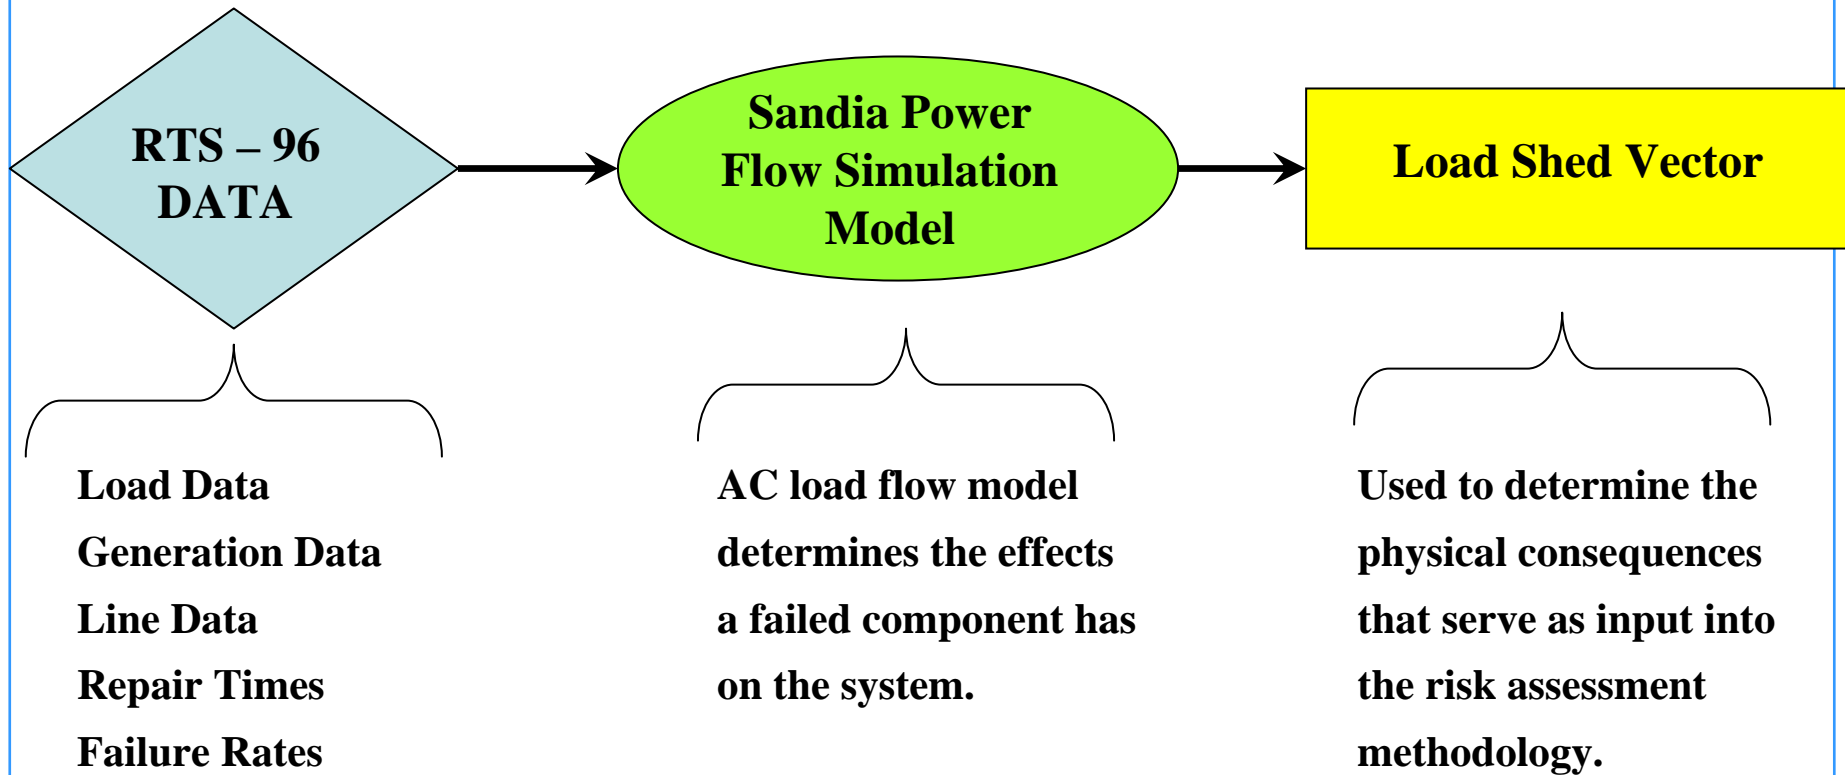 RTS – 96
DATA
Sandia Power
Flow Simulation
Model
Load Shed Vector
Load Data
Generation Data
Line Data
Repair Times
Failure Rates
AC load flow model
determines the effects
a failed component has
on the system.
Used to determine the
physical consequences
that serve as input into
the risk assessment
methodology.